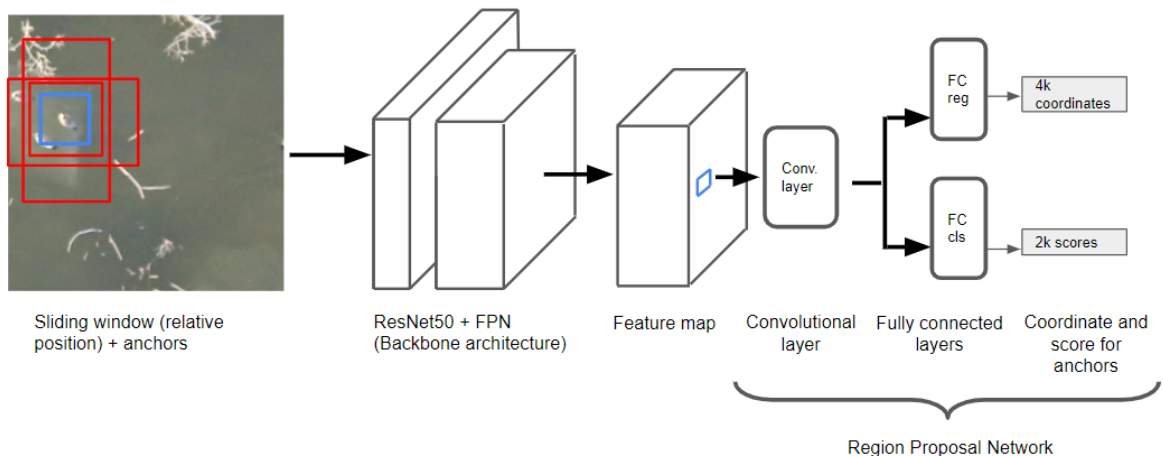 FC
reg
4k
coordinates
Conv.
layer
FC
cls
2k scores
Sliding window (relative
position) + anchors
ResNet50 + FPN
(Backbone architecture)
Feature map
Convolutional
layer
Fully connected
layers
Coordinate and
score for
anchors
Region Proposal Network